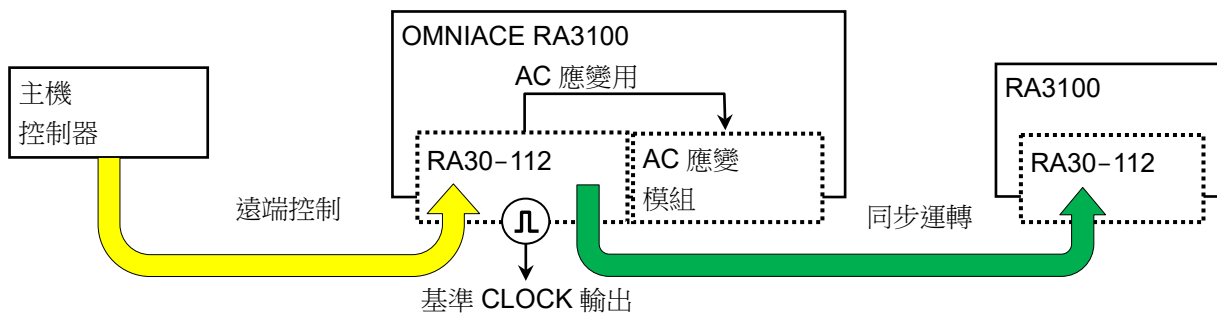 OMNIACE RA3100
AC 應變用
主機
控制器
RA3100
RA30−112
AC 應變
模組
RA30−112
遠端控制
同步運轉
基準 CLOCK 輸出